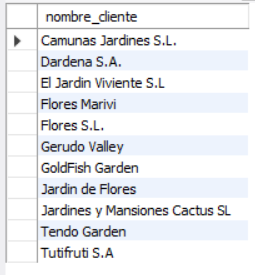 nombre_cliente
Camunas Jardines S.L.
Dardena S.A.
El Jardin Viviente S.L
Flores Marivi
Flores S.L.
Gerudo Valley
GoldFish Garden
Jardin de Flores
Jardines y Mansiones Cactus SL
Tendo Garden
Tutifruti S.A